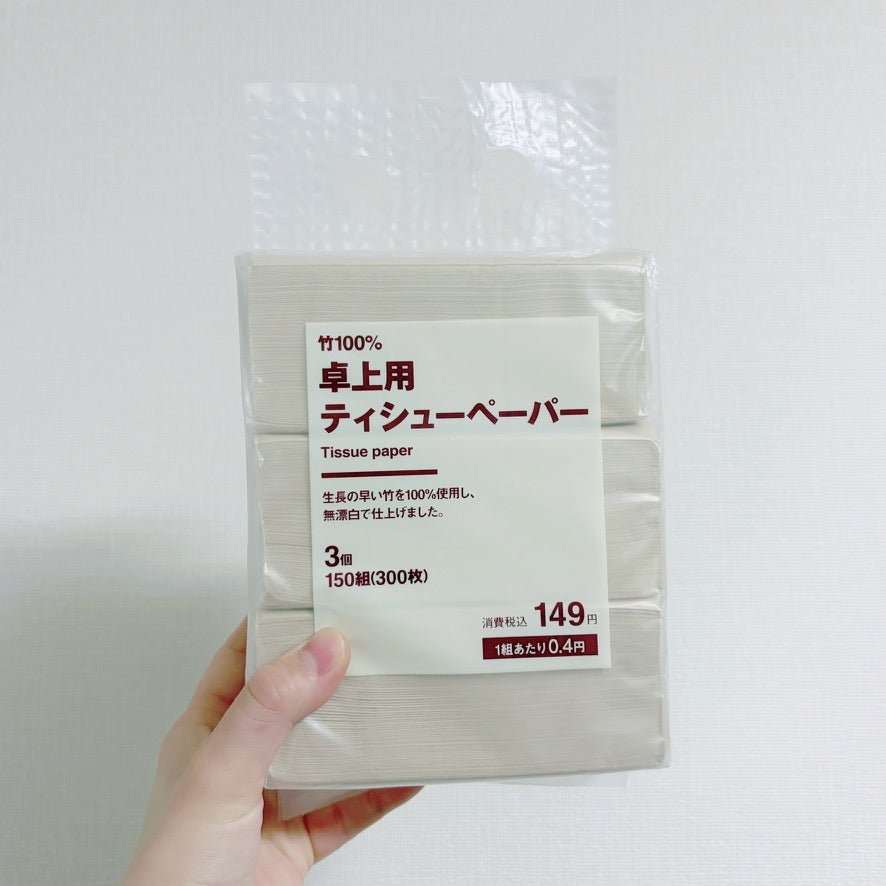 竹100%
卓上用
ティシューペーパー
Tissue paper
生長の早い竹を100%使用し、
無漂白で仕上げました。
3個
150組(300枚)
消費税込 149円
1組あたり0.4円